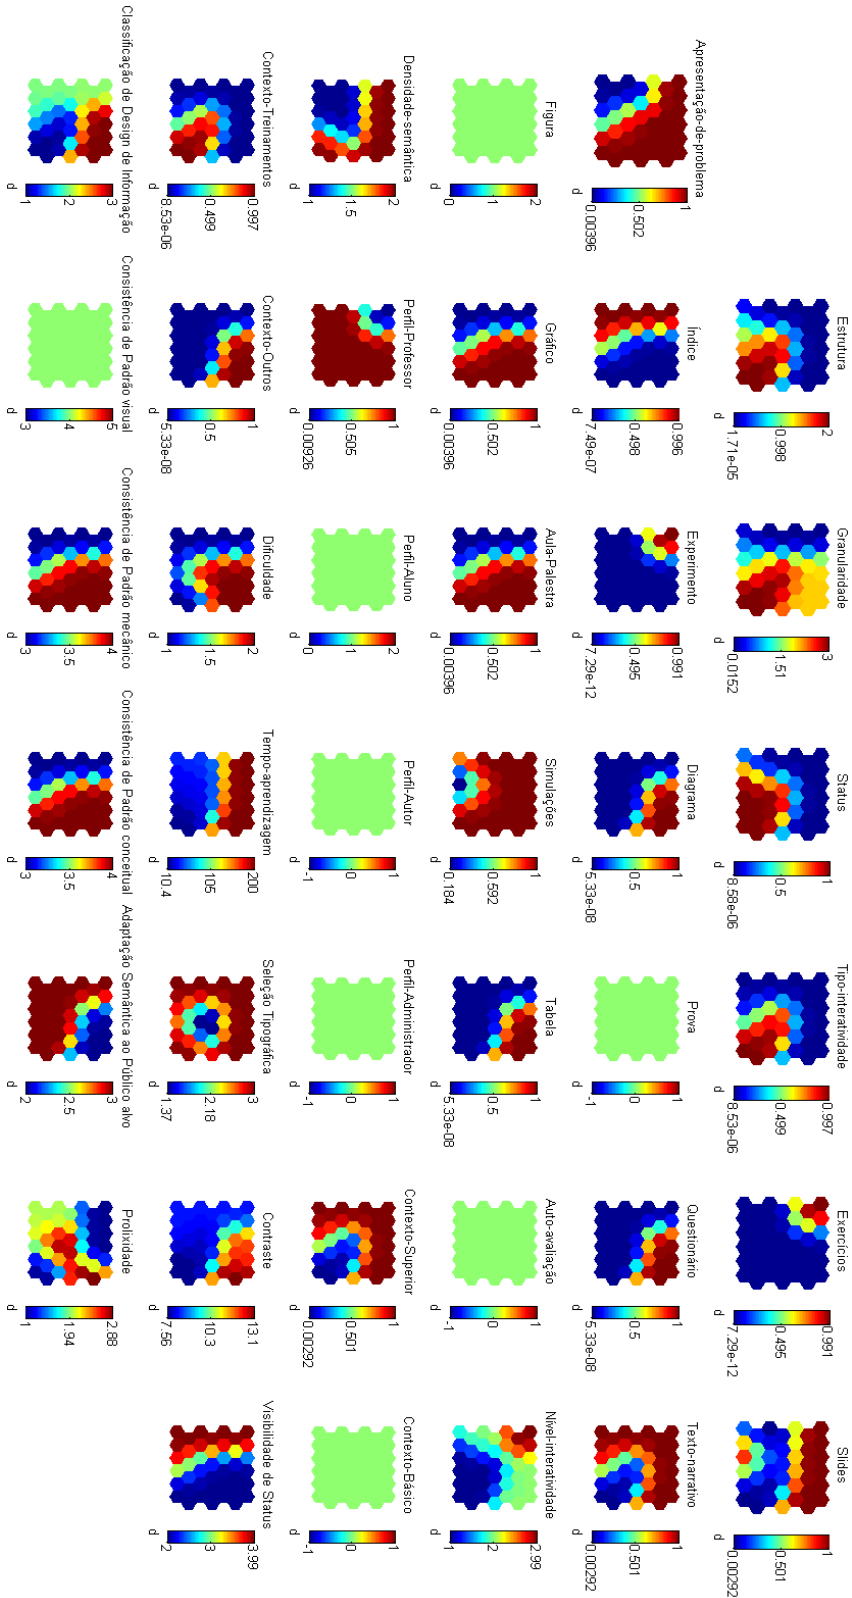 Estrutura
2
0.998
1.71e-05
d
Granularidade
3
1.51
0.0152
d
Status
1
0.5
8.58e-06
d
Tipo-interatividade
0.997
0.499
8.53e-06
d
Exercícios
0.991
0.495
7.29e-12
d
Slides
1
0.501
0.00292
d
Apresentação-de-problema
1
0.502
0.00396
d
Índice
0.996
0.498
7.49e-07
d
Experimento
0.991
0.495
7.29e-12
d
Diagrama
1
0.5
5.33e-08
d
Prova
1
0
-1
d
Questionário
1
0.5
5.33e-08
d
Texto-narrativo
1
0.501
0.00292
d
Figura
2
1
0
d
Gráfico
1
0.502
0.00396
d
Aula-Palestra
1
0.502
0.00396
d
Simulações
1
0.592
0.184
d
Tabela
1
0.5
5.33e-08
d
Auto-avaliação
1
0
-1
d
Nível-interatividade
2.99
2
1
d
Densidade-semântica
2
1.5
1
d
Perfil-Professor
1
0.505
0.00926
d
Perfil-Aluno
2
1
0
d
Perfil-Autor
1
0
-1
d
Perfil-Administrador
1
0
-1
d
Contexto-Superior
1
0.501
0.00292
d
Contexto-Básico
1
0
-1
d
Contexto-Treinamentos
0.997
0.499
8.53e-06
d
Contexto-Outros
1
0.5
5.33e-08
d
Dificuldade
2
1.5
1
d
Tempo-aprendizagem
200
105
10.4
d
Seleção Tipográfica
3
2.18
1.37
d
Contraste
13.1
10.3
7.56
d
Visibilidade de Status
3.99
3
2
d
Classificação de Design de Informação
3
2
1
d
Consistência de Padrão visual
5
4
3
d
Consistência de Padrão mecânico
4
3.5
3
d
Consistência de Padrão conceitual
4
3.5
3
d
Adaptação Semântica ao Público alvo
3
2.5
2
d
Prolixidade
2.88
1.94
1
d